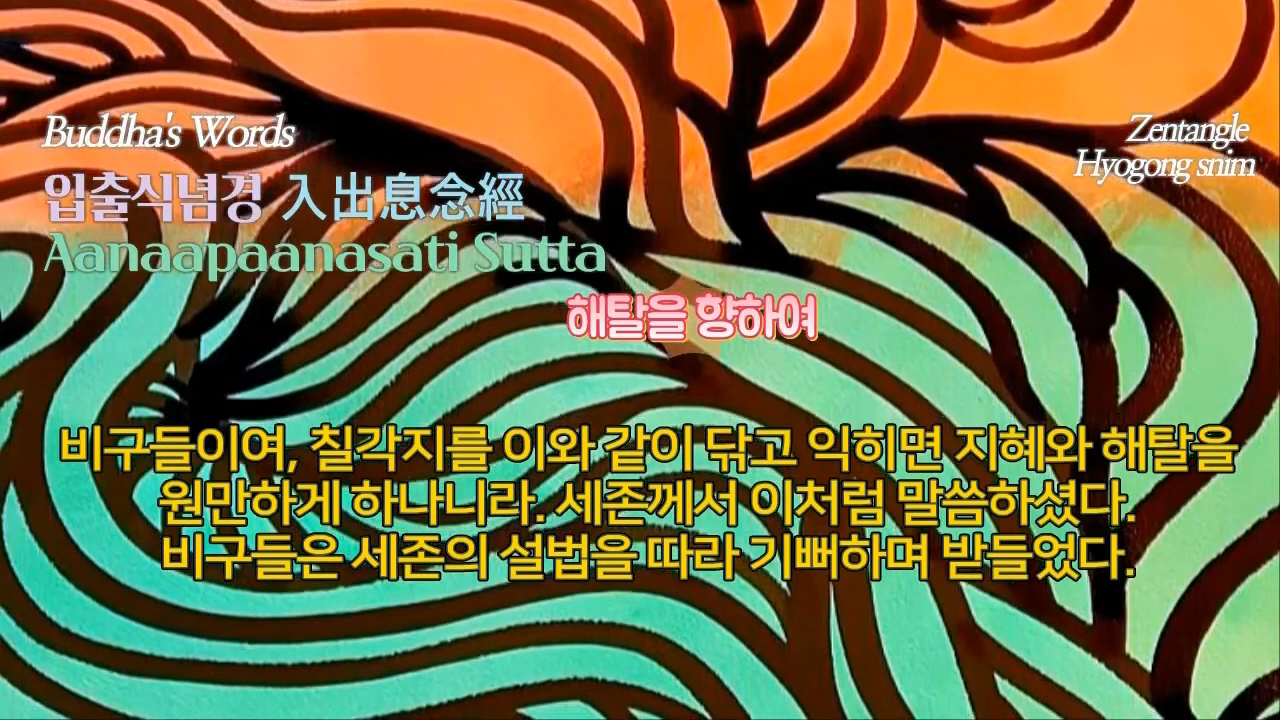 Buddha's Words
Zentangle
Hyogong snim
입출식념경 入出息念經
Aanaapaanasati Sutta
해탈을 향하여
비구들이여, 칠각지를 이와 같이 닦고 익히면 지혜와 해탈을
원만하게 하나니라. 세존께서 이처럼 말씀하셨다.
비구들은 세존의 설법을 따라 기뻐하며 받들었다.